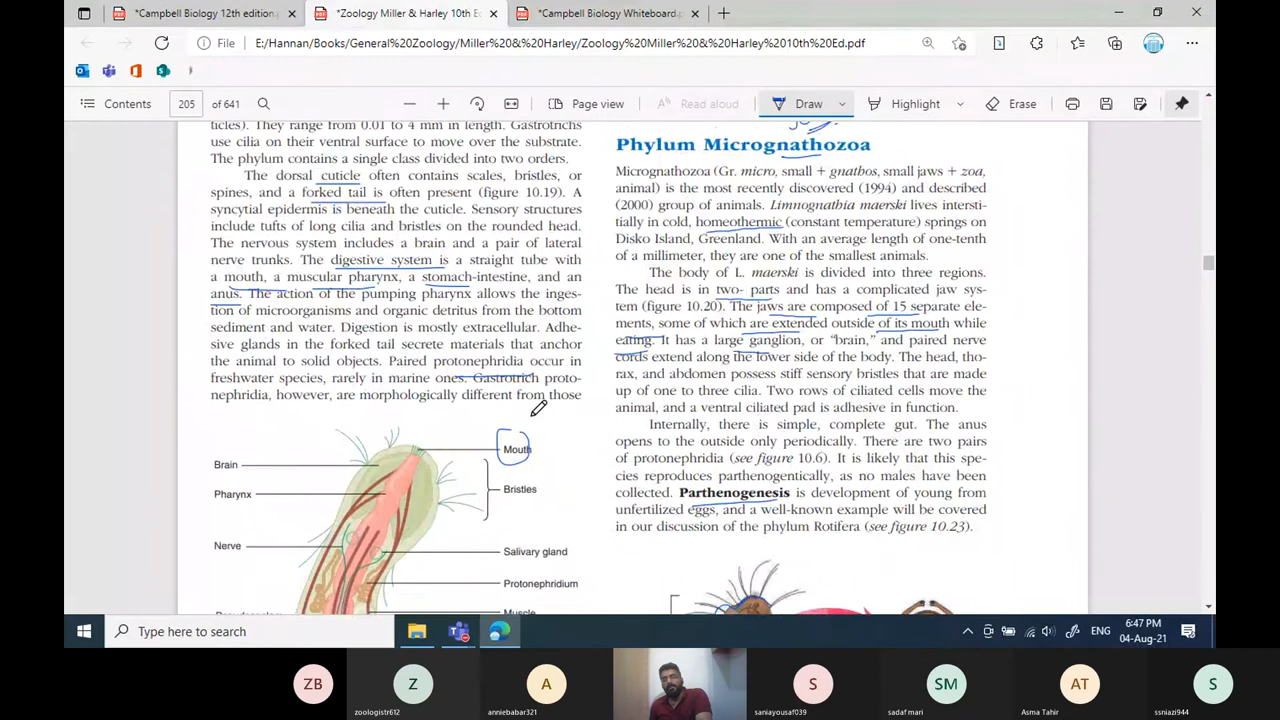 *Campbell Biology 12th edition.p
*Zoology Miller & Harley 10th E
*Campbell Biology Whiteboard.p
File
E:/Hannan/Books/General%20Zoology/Miller%20&%20Harley/Zoology%20Miller%20&%20Harley%2010th%20Ed.pdf
Contents
205
of 641
Page view
Read aloud
Draw
Highlight
Erase
ticles). They range from 0.01 to 4 mm in length. Gastrotrichs
use cilia on their ventral surface to move over the substrate.
The phylum contains a single class divided into two orders.
The dorsal cuticle often contains scales, bristles, or
spines, and a forked tail is often present (figure 10.19). A
syncytial epidermis is beneath the cuticle. Sensory structures
include tufts of long cilia and bristles on the rounded head.
The nervous system includes a brain and a pair of lateral
nerve trunks. The digestive system is a straight tube with
a mouth, a muscular pharynx, a stomach-intestine, and an
anus. The action of the pumping pharynx allows the inges-
tion of microorganisms and organic detritus from the bottom
sediment and water. Digestion is mostly extracellular. Adhe-
sive glands in the forked tail secrete materials that anchor
the animal to solid objects. Paired protonephridia occur in
freshwater species, rarely in marine ones. Gastrotrich proto-
nephridia, however, are morphologically different from those
Mouth
Brain
Bristles
Pharynx
Nerve
Salivary gland
Protonephridium
Muscle
Phylum Micrognathozoa
Micrognathozoa (Gr. micro, small + gnathos, small jaws + zoa,
animal) is the most recently discovered (1994) and described
(2000) group of animals. Limnognathia maerski lives intersti-
tially in cold, homeothermic (constant temperature) springs on
Disko Island, Greenland. With an average length of one-tenth
of a millimeter, they are one of the smallest animals.
The body of L. maerski is divided into three regions.
The head is in two-parts and has a complicated jaw sys-
tem (figure 10.20). The jaws are composed of 15 separate ele-
ments, some of which are extended outside of its mouth while
eating. It has a large ganglion, or “brain,” and paired nerve
cords extend along the lower side of the body. The head, tho-
rax, and abdomen possess stiff sensory bristles that are made
up of one to three cilia. Two rows of ciliated cells move the
animal, and a ventral ciliated pad is adhesive in function.
Internally, there is simple, complete gut. The anus
opens to the outside only periodically. There are two pairs
of protonephridia (see figure 10.6). It is likely that this spe-
cies reproduces parthenogentically, as no males have been
collected. Parthenogenesis is development of young from
unfertilized eggs, and a well-known example will be covered
in our discussion of the phylum Rotifera (see figure 10.23).
Type here to search
ENG
6:47 PM
04-Aug-21
ZB
Z
A
S
SM
AT
S
zoologistr612
anniebabar321
saniayousaf039
sadaf mari
Asma Tahir
ssniazi944